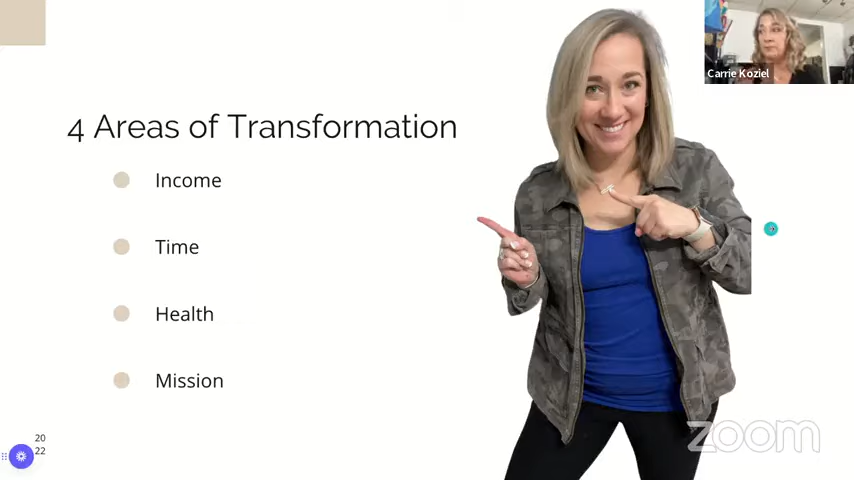 Carrie Koziel
4 Areas of Transformation
Income
Time
Health
Mission
20
22
zoom